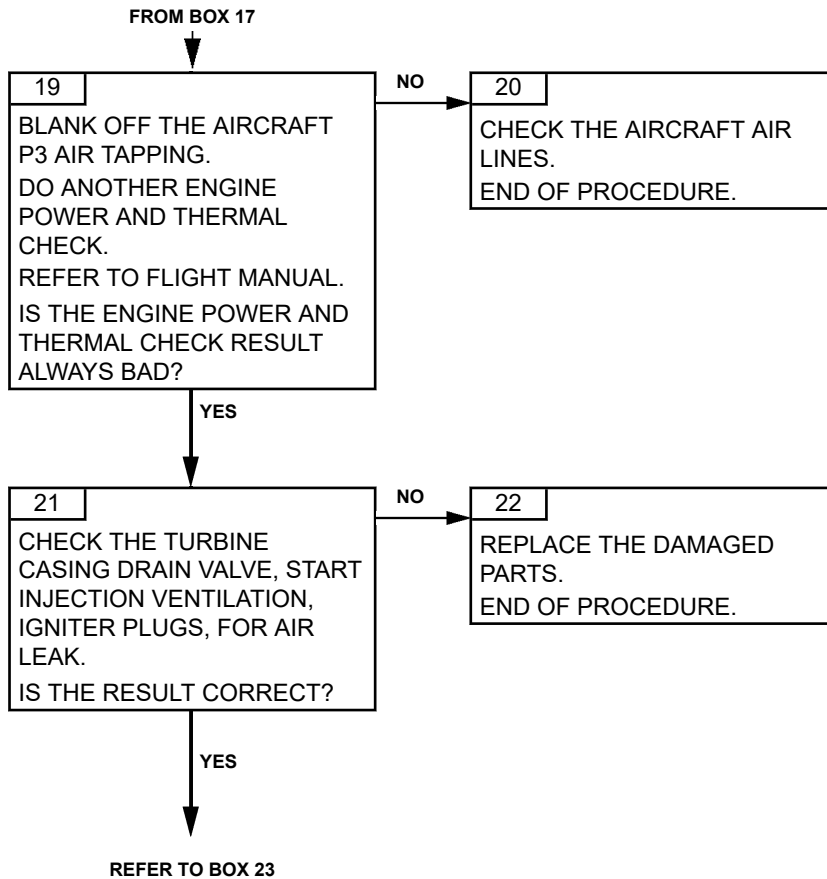 FROM BOX 17
19
BLANK OFF THE AIRCRAFT
P3 AIR TAPPING.
DO ANOTHER ENGINE
POWER AND THERMAL
CHECK.
REFER TO FLIGHT MANUAL.
IS THE ENGINE POWER AND
THERMAL CHECK RESULT
ALWAYS BAD?
NO
20
CHECK THE AIRCRAFT AIR
LINES.
END OF PROCEDURE.
YES
21
CHECK THE TURBINE
CASING DRAIN VALVE, START
INJECTION VENTILATION,
IGNITER PLUGS, FOR AIR
LEAK.
IS THE RESULT CORRECT?
NO
22
REPLACE THE DAMAGED
PARTS.
END OF PROCEDURE.
YES
REFER TO BOX 23